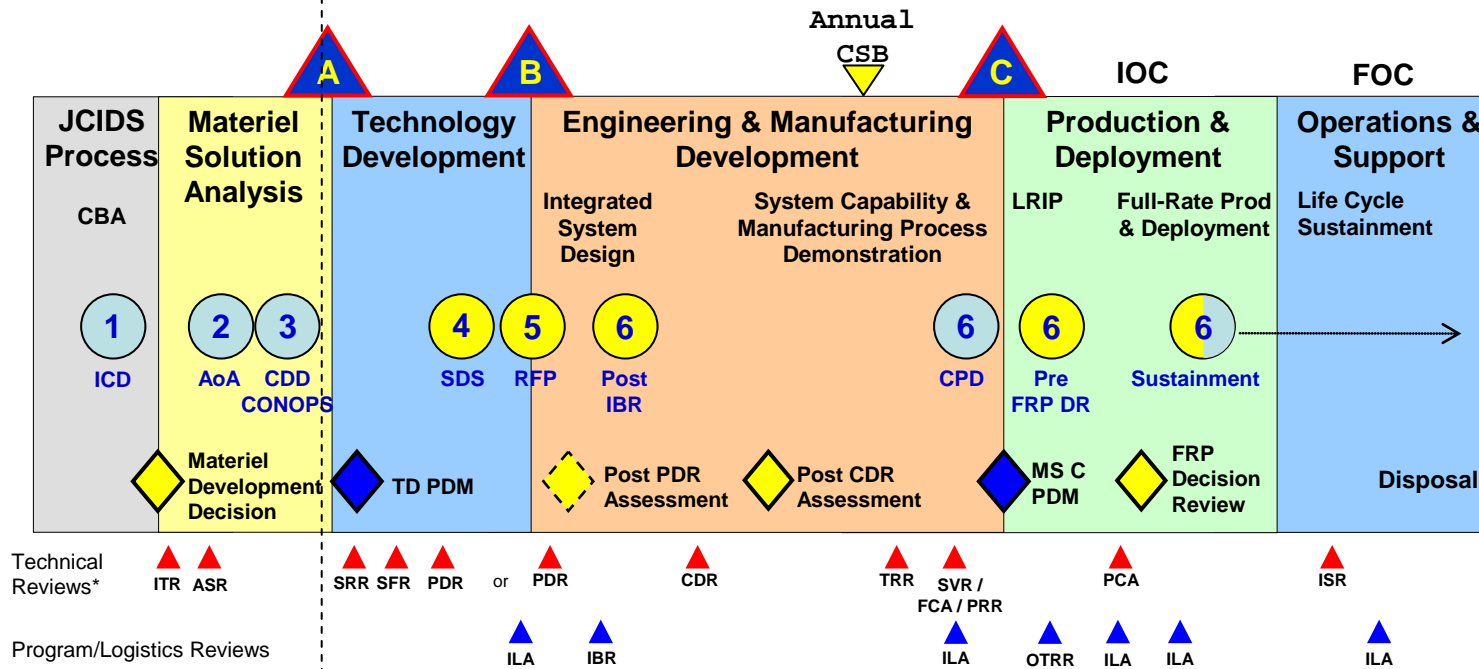 Annual
CSB
A
B
C
IOC
FOC
JCIDS
Process
Materiel
Solution
Analysis
Technology
Development
Engineering & Manufacturing
Development
Production &
Deployment
Operations &
Support
CBA
Integrated
System
Design
System Capability &
Manufacturing Process
Demonstration
LRIP
Full-Rate Prod
& Deployment
Life Cycle
Sustainment
1
2
3
4
5
6
6
6
6
ICD
AoA
CDD
CONOPS
SDS
RFP
Post
IBR
CPD
Pre
FRP DR
Sustainment
Materiel
Development
Decision
TD PDM
Post PDR
Assessment
Post CDR
Assessment
MS C
PDM
FRP
Decision
Review
Disposal
Technical
Reviews*
ITR
ASR
SRR
SFR
PDR
or
PDR
CDR
TRR
SVR /
FCA / PRR
PCA
ISR
Program/Logistics Reviews
ILA
IBR
ILA
OTRR
ILA
ILA
ILA